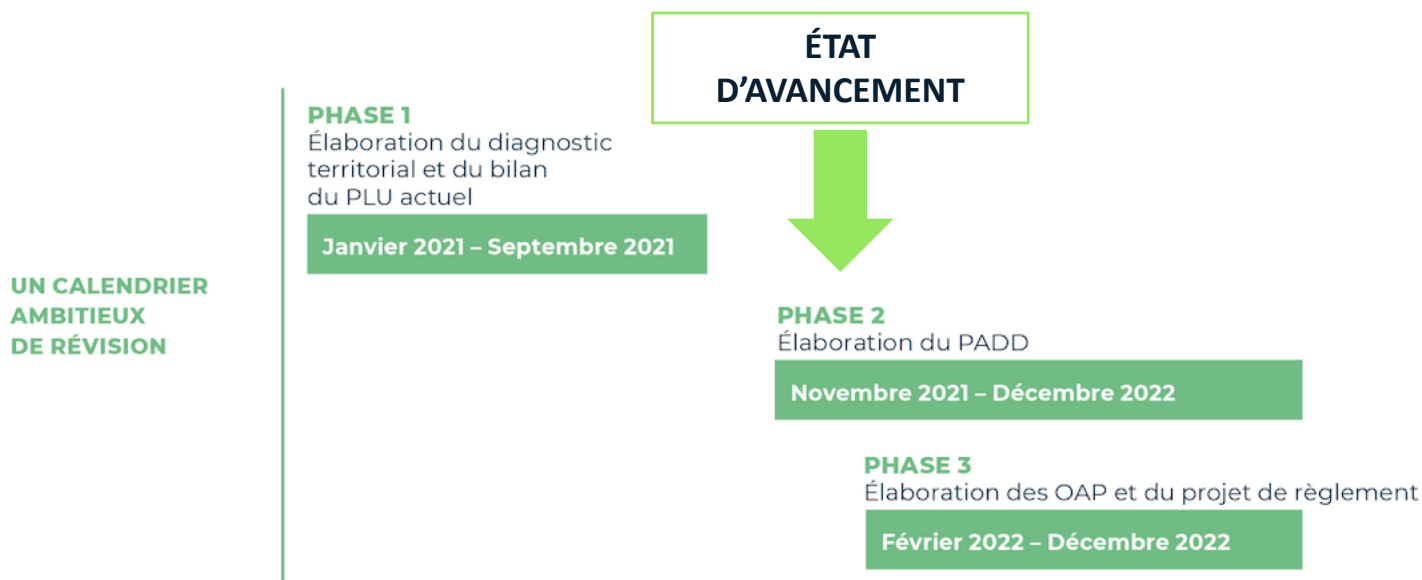 ÉTAT
D’AVANCEMENT
PHASE 1
Élaboration du diagnostic
territorial et du bilan
du PLU actuel
Janvier 2021 – Septembre 2021
UN CALENDRIER
AMBITIEUX
DE RÉVISION
PHASE 2
Élaboration du PADD
Novembre 2021 – Décembre 2022
PHASE 3
Élaboration des OAP et du projet de règlement
Février 2022 – Décembre 2022